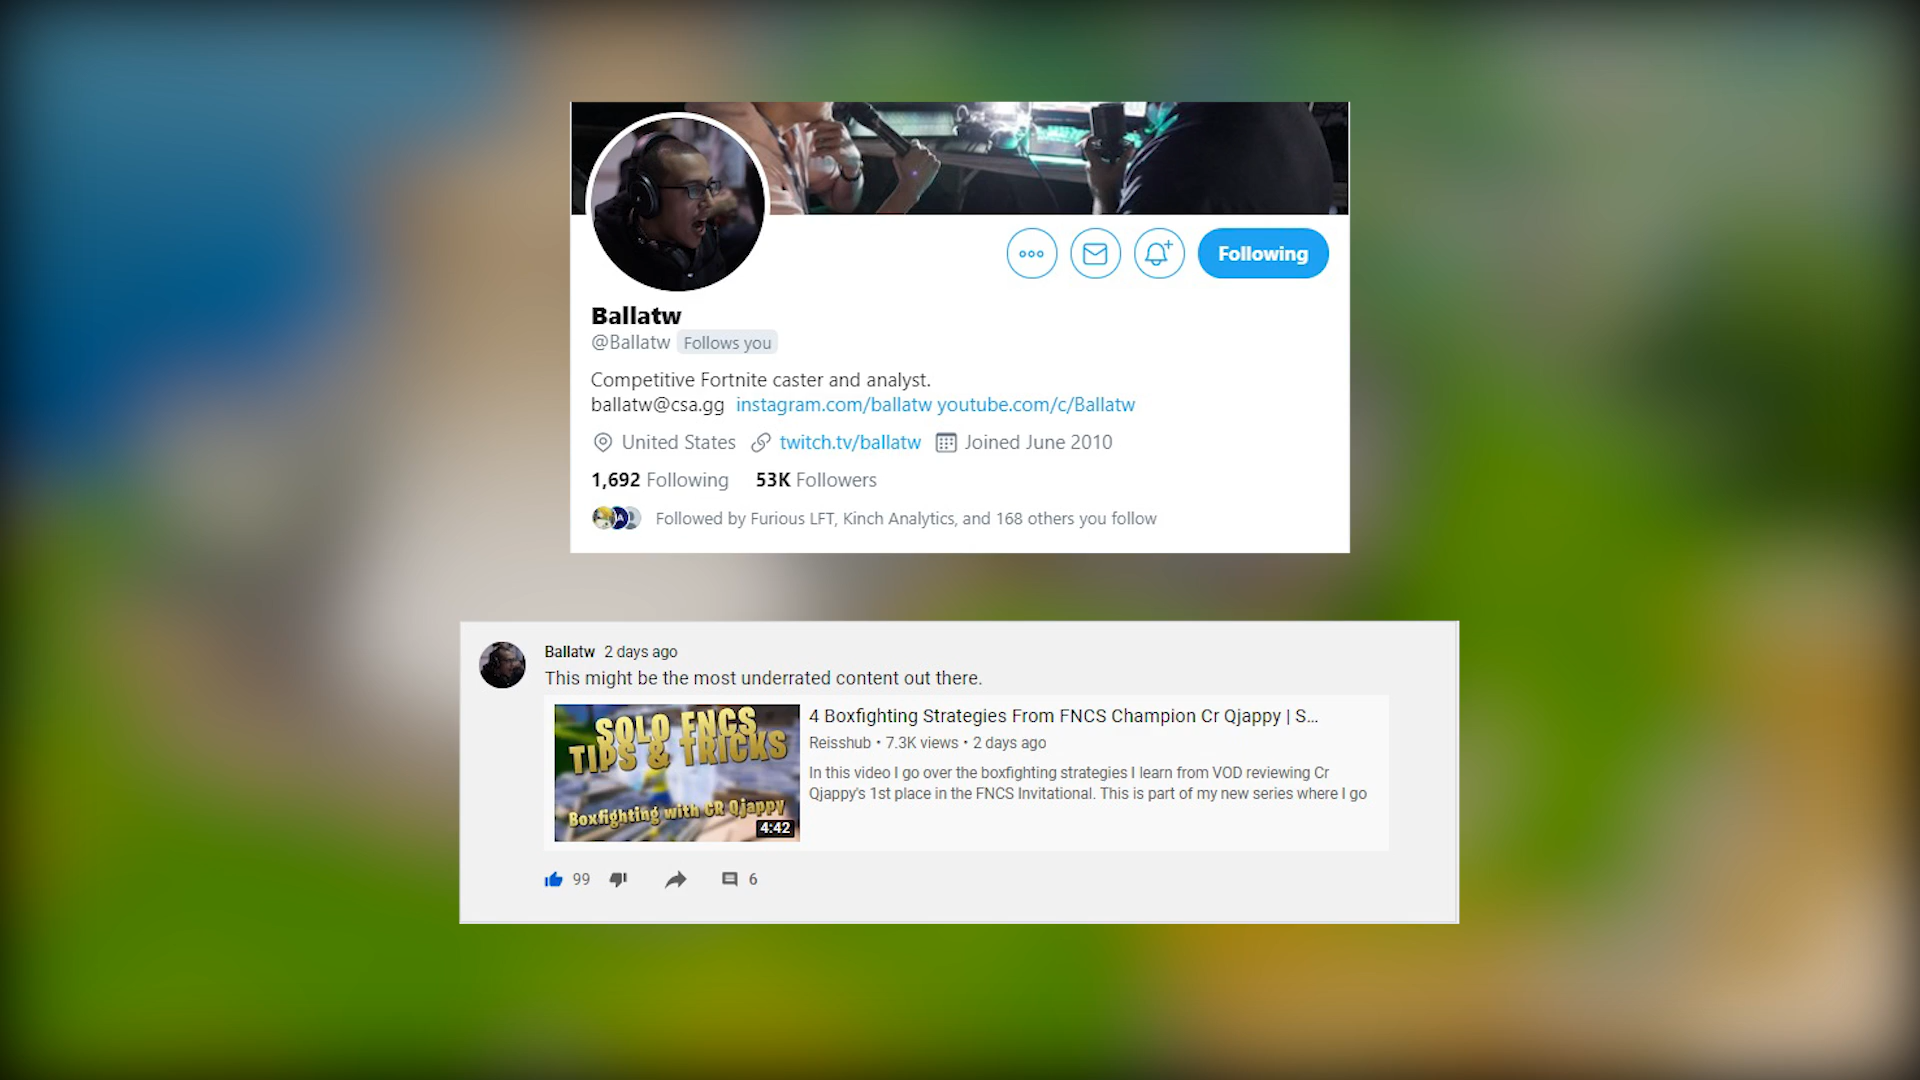 Following
Ballatw
@Ballatw Follows you
Competitive Fortnite caster and analyst.
ballatw@csa.gg instagram.com/ballatw youtube.com/c/Ballatw
United States twitch.tv/ballatw Joined June 2010
1,692 Following 53K Followers
Followed by Furious LFT, Kinch Analytics, and 168 others you follow
Ballatw 2 days ago
This might be the most underrated content out there.
SOLO FNCS
TIPS & TRICKS
Boxfighting with CR Qjappy
4:42
4 Boxfighting Strategies From FNCS Champion Cr Qjappy | S...
Reisshub • 7.3K views • 2 days ago
In this video I go over the boxfighting strategies I learn from VOD reviewing Cr
Qjappy's 1st place in the FNCS Invitational. This is part of my new series where I go
99 6